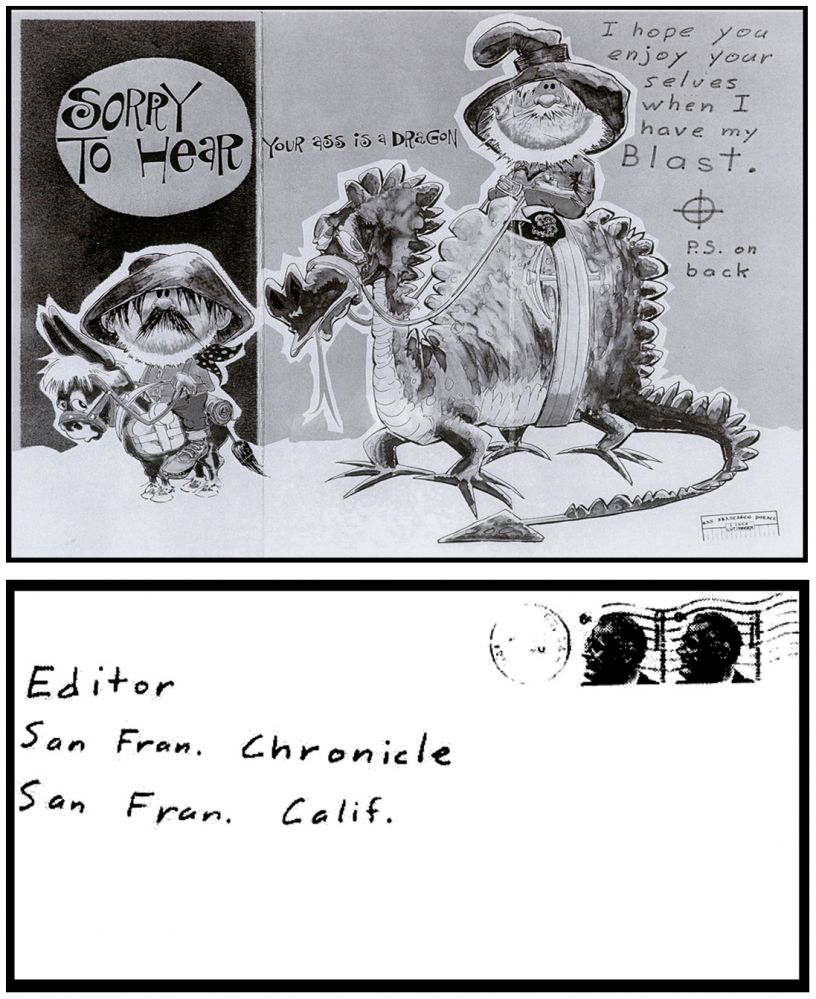 SORRY
TO HEAR
YOUR ass is a DRAGON
I hope you
enjoy your
selves
when I
have my
Blast.
P.S. on
back
Editor
San Fran. Chronicle
San Fran. Calif.